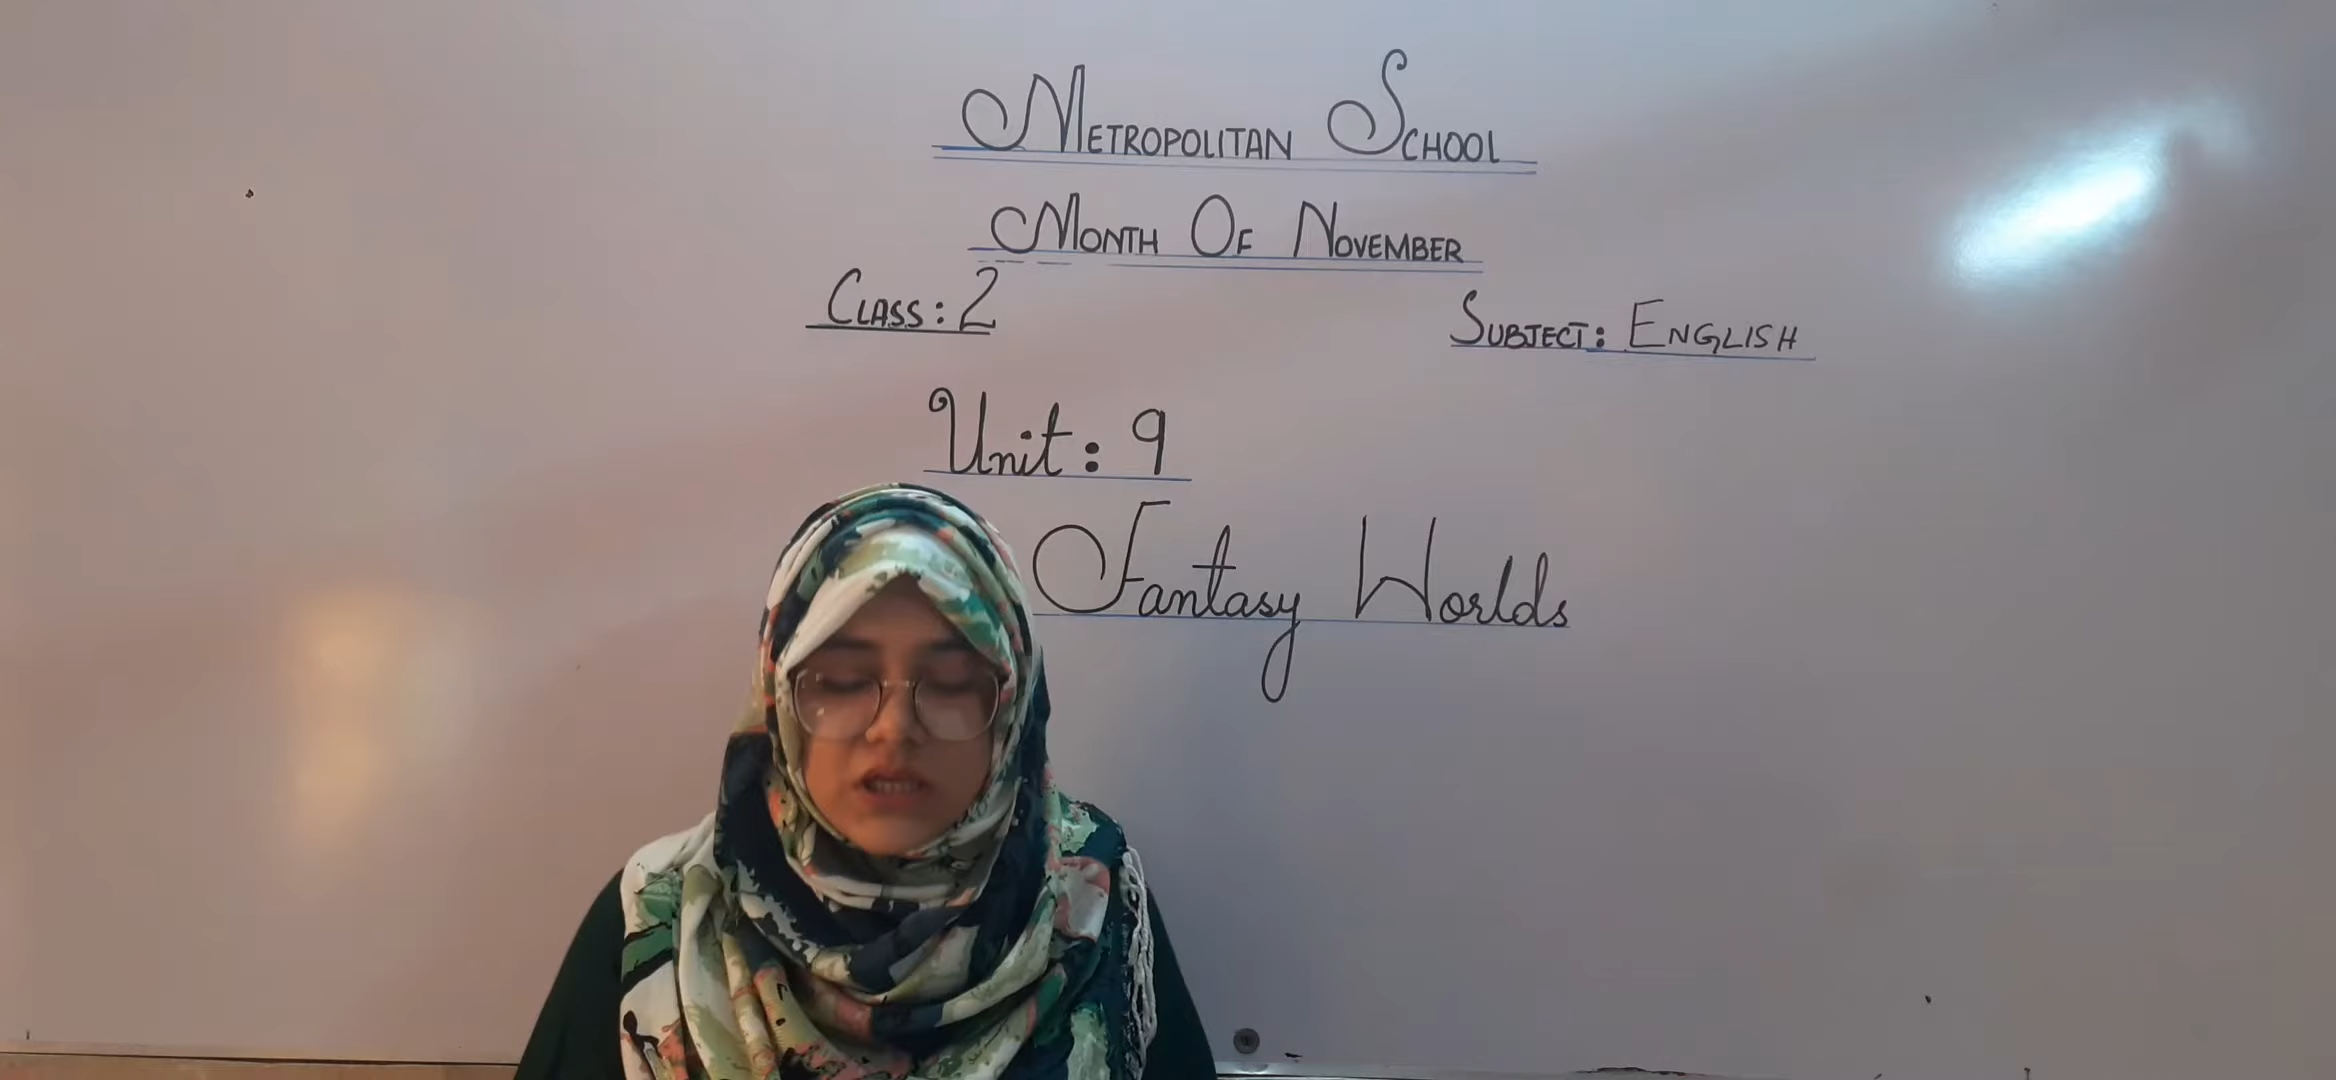 METROPOLITAN SCHOOL
MONTH OF NOVEMBER
CLASS: 2
SUBJECT: ENGLISH
Unit: 9
Fantasy Worlds